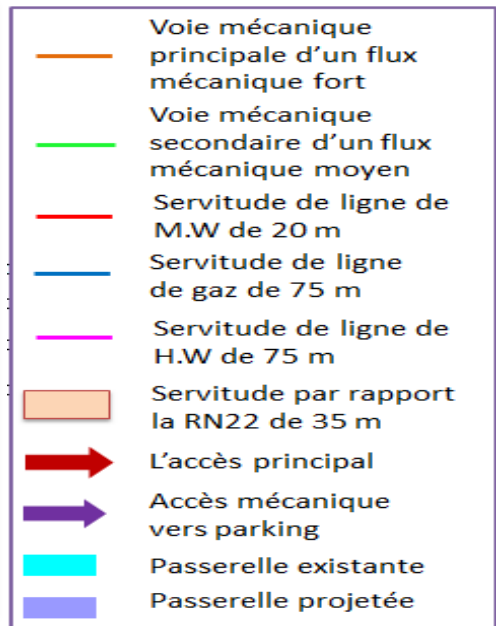 Voie mécanique
principale d’un flux
mécanique fort
Voie mécanique
secondaire d’un flux
mécanique moyen
Servitude de ligne de
M.W de 20 m
Servitude de ligne
de gaz de 75 m
Servitude de ligne de
H.W de 75 m
Servitude par rapport
la RN22 de 35 m
L’accès principal
Accès mécanique
vers parking
Passerelle existante
Passerelle projetée